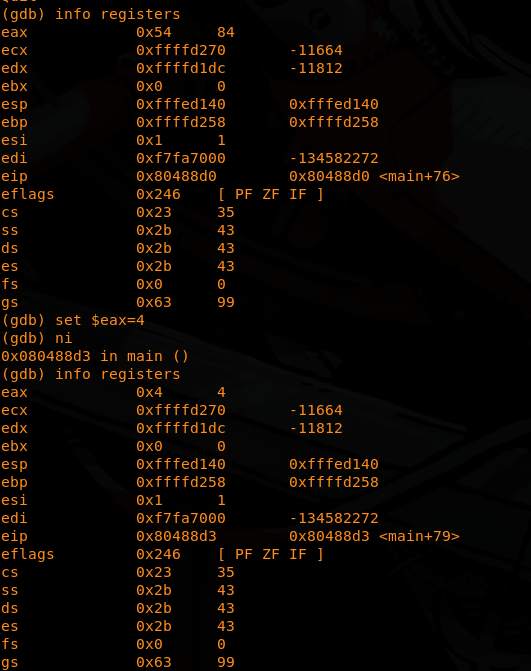 (gdb) info registers
eax 0x54 84
ecx 0xffffd270 -11664
edx 0xffffd1dc -11812
ebx 0x0 0
esp 0xfffed140 0xfffed140
ebp 0xffffd258 0xffffd258
esi 0x1 1
edi 0xf7fa7000 -134582272
eip 0x80488d0 0x80488d0 <main+76>
eflags 0x246 [ PF ZF IF ]
cs 0x23 35
ss 0x2b 43
ds 0x2b 43
es 0x2b 43
fs 0x0 0
gs 0x63 99
(gdb) set $eax=4
(gdb) ni
0x080488d3 in main ()
(gdb) info registers
eax 0x4 4
ecx 0xffffd270 -11664
edx 0xffffd1dc -11812
ebx 0x0 0
esp 0xfffed140 0xfffed140
ebp 0xffffd258 0xffffd258
esi 0x1 1
edi 0xf7fa7000 -134582272
eip 0x80488d3 0x80488d3 <main+79>
eflags 0x246 [ PF ZF IF ]
cs 0x23 35
ss 0x2b 43
ds 0x2b 43
es 0x2b 43
fs 0x0 0
gs 0x63 99